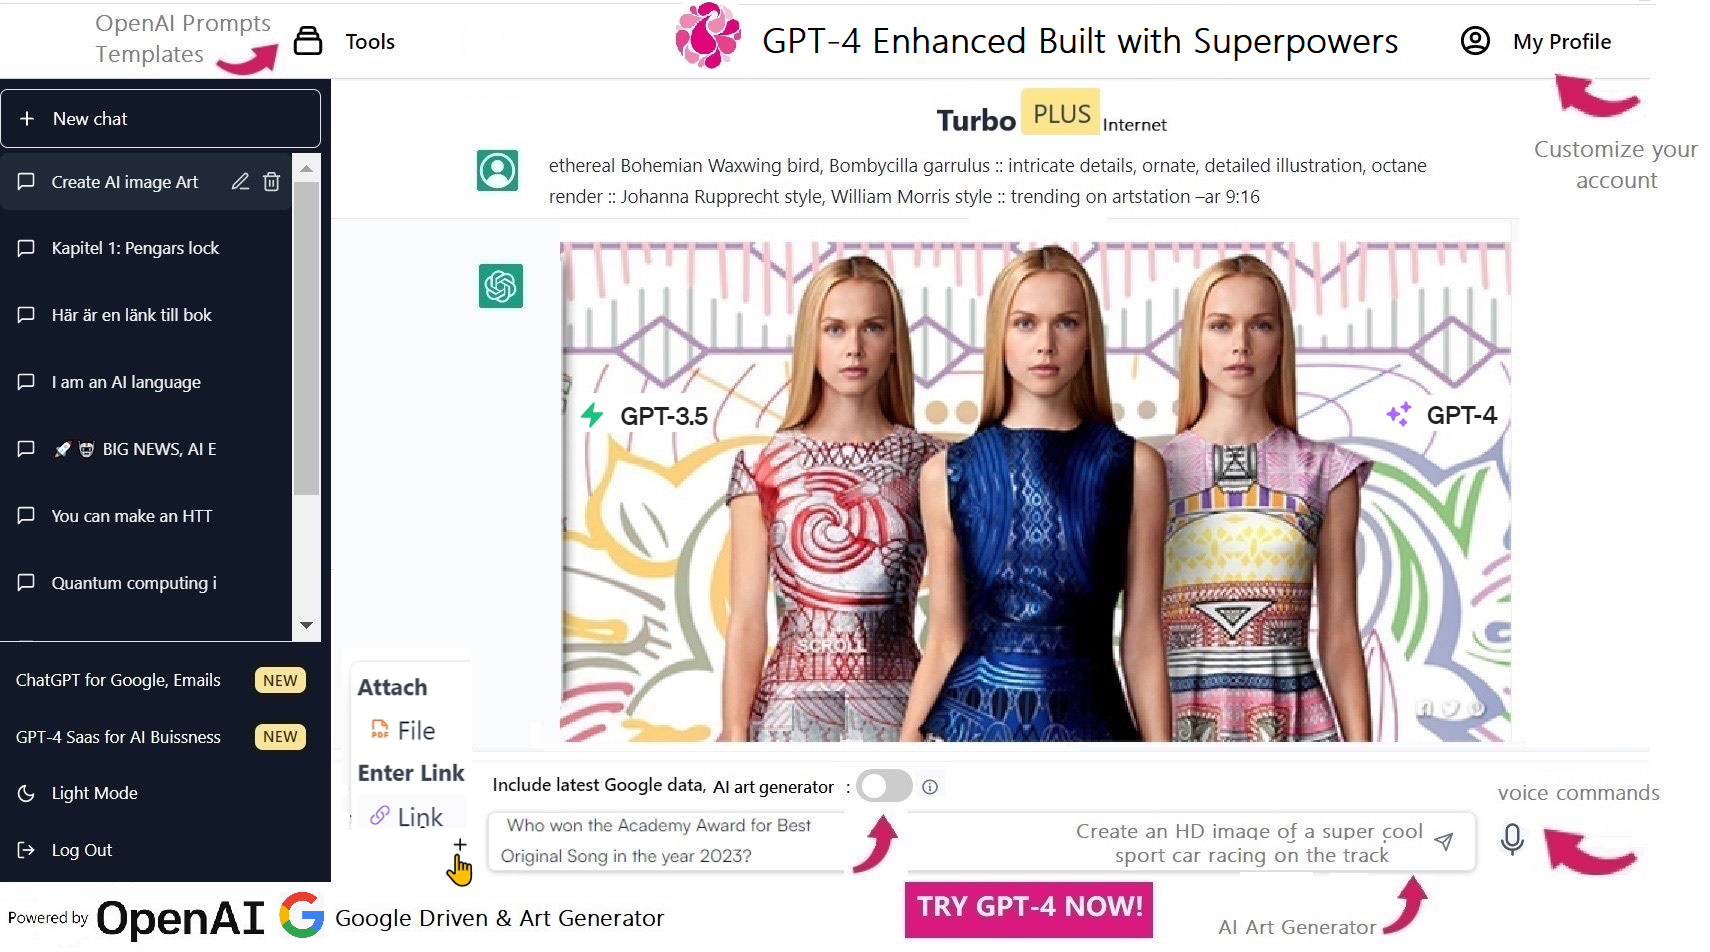 OpenAI Prompts
Templates
Tools
GPT-4 Enhanced Built with Superpowers
My Profile
Customize your
account
New chat
Create AI image Art
Kapitel 1: Pengars lock
Här är en länk till bok
I am an AI language
🚀 🤖 BIG NEWS, AI E
You can make an HTT
Quantum computing i
ChatGPT for Google, Emails NEW
GPT-4 Saas for AI Buissness NEW
Light Mode
Log Out
Turbo PLUS Internet
ethereal Bohemian Waxwing bird, Bombycilla garrulus :: intricate details, ornate, detailed illustration, octane
render :: Johanna Rupprecht style, William Morris style :: trending on artstation –ar 9:16
GPT-3.5
GPT-4
SCROLL
Attach
PDF File
Enter Link
Link
Include latest Google data, AI art generator :
Who won the Academy Award for Best
Original Song in the year 2023?
Create an HD image of a super cool
sport car racing on the track
voice commands
TRY GPT-4 NOW!
AI Art Generator
Powered by OpenAI G Google Driven & Art Generator